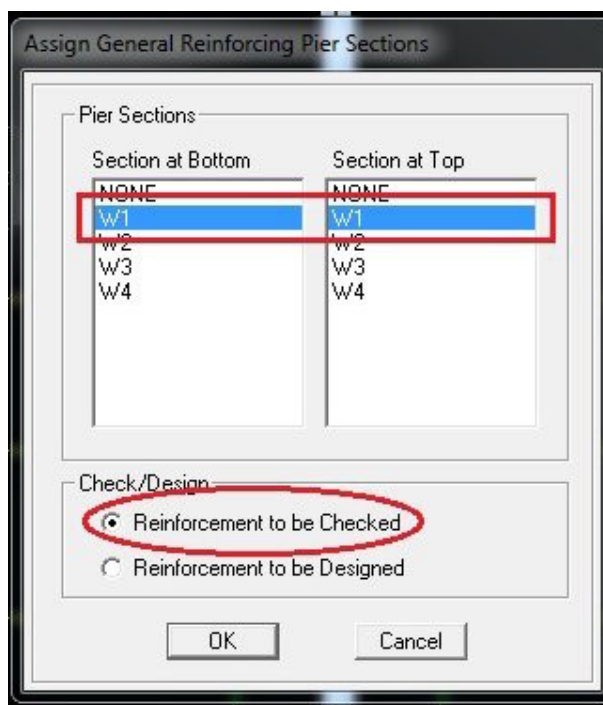 Assign General Reinforcing Pier Sections
Pier Sections
Section at Bottom Section at Top
NONE NONE
W1 W1
W2 W2
W3 W3
W4 W4
Check/Design
Reinforcement to be Checked
Reinforcement to be Designed
OK Cancel